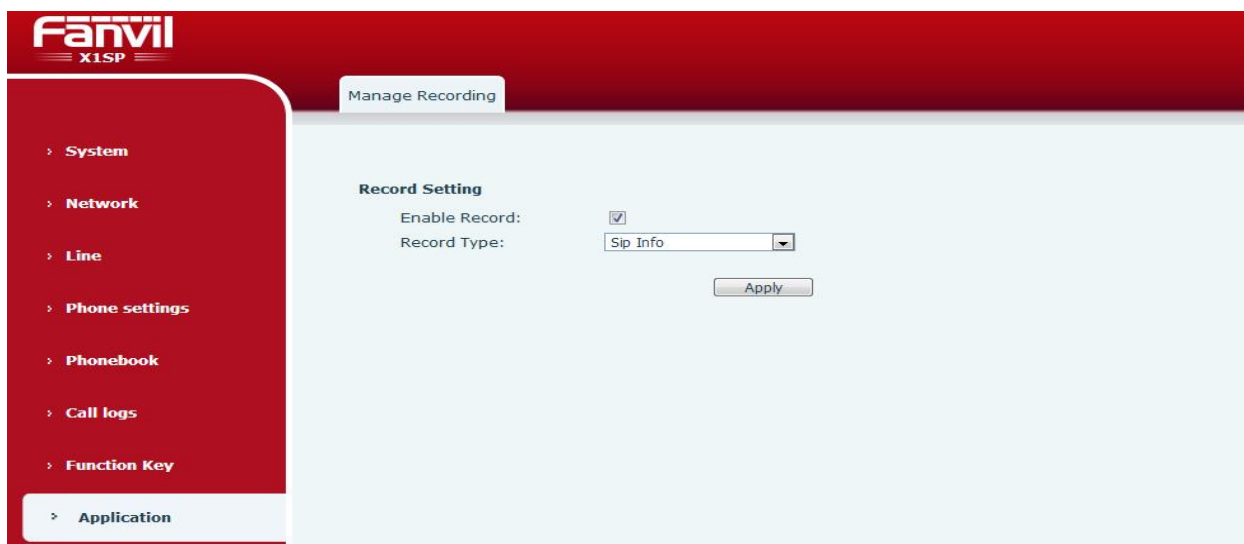 Fanvil
X1SP
Manage Recording
System
Network
Line
Phone settings
Phonebook
Call logs
Function Key
Application
Record Setting
Enable Record:
Record Type: Sip Info
Apply